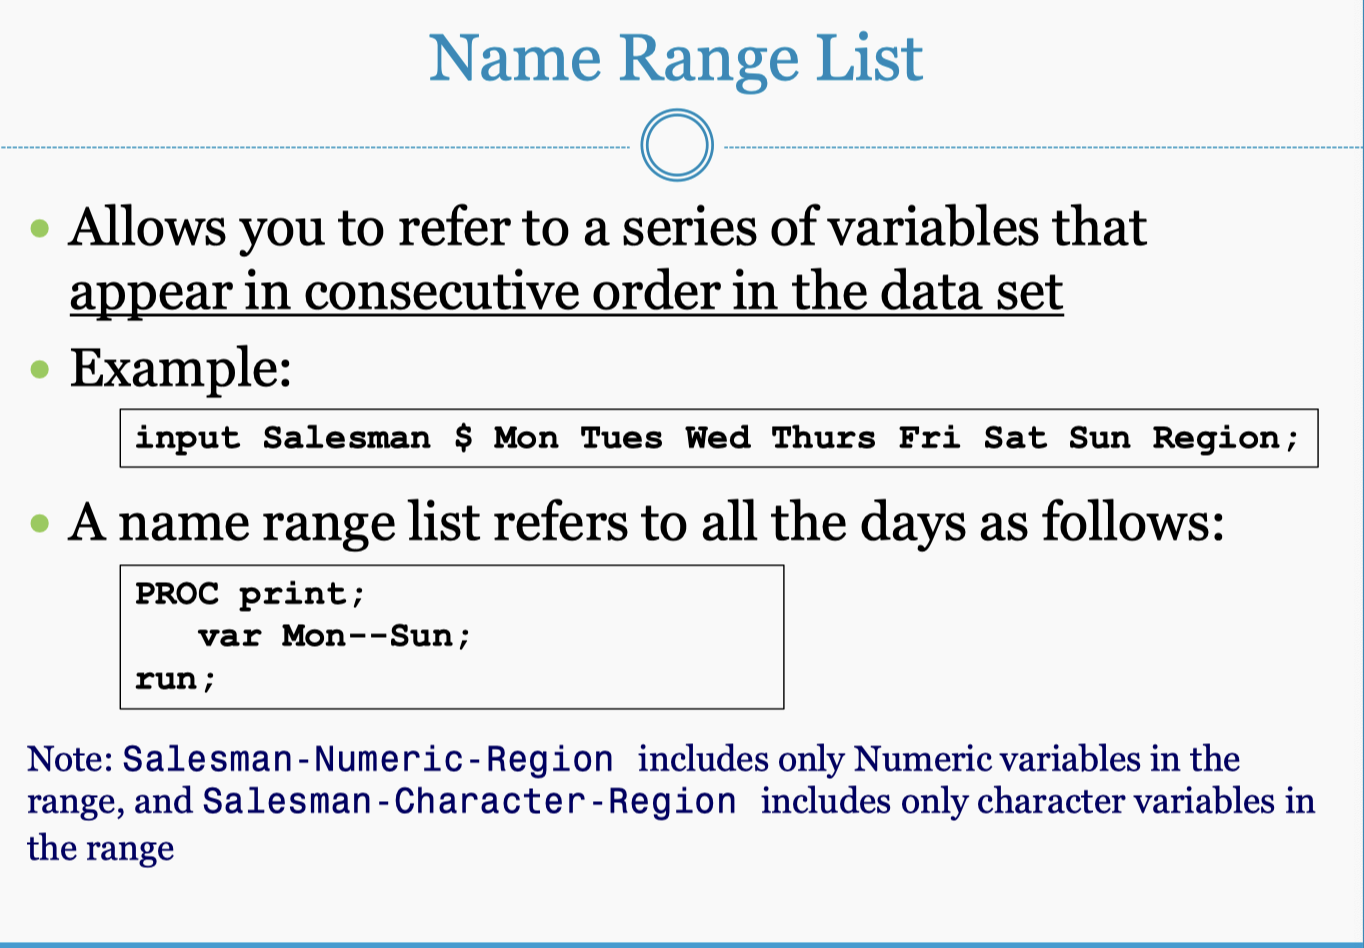 Name Range List
Allows you to refer to a series of variables that
appear in consecutive order in the data set
Example:
input Salesman $ Mon Tues Wed Thurs Fri Sat Sun Region;
A name range list refers to all the days as follows:
PROC print;
var Mon--Sun;
run;
Note: Salesman-Numeric-Region includes only Numeric variables in the
range, and Salesman-Character-Region includes only character variables in
the range